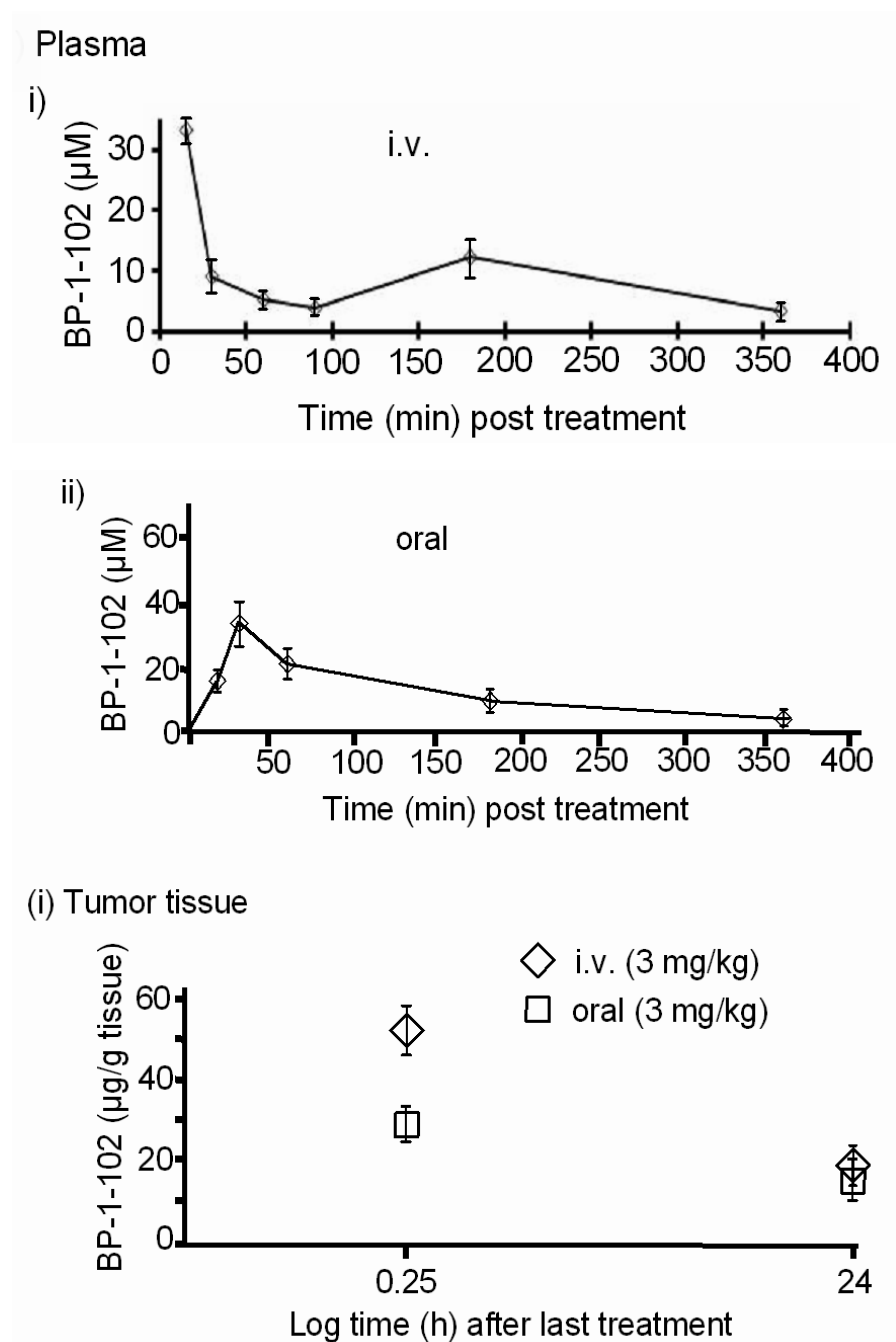 Plasma
i)
i.v.
BP-1-102 (µM)
30
20
10
0
0 50 100 150 200 250 300 350 400
Time (min) post treatment
ii)
oral
BP-1-102 (µM)
60
40
20
0
50 100 150 200 250 300 350 400
Time (min) post treatment
(i) Tumor tissue
i.v. (3 mg/kg)
oral (3 mg/kg)
BP-1-102 (µg/g tissue)
60
40
20
0
0.25 24
Log time (h) after last treatment